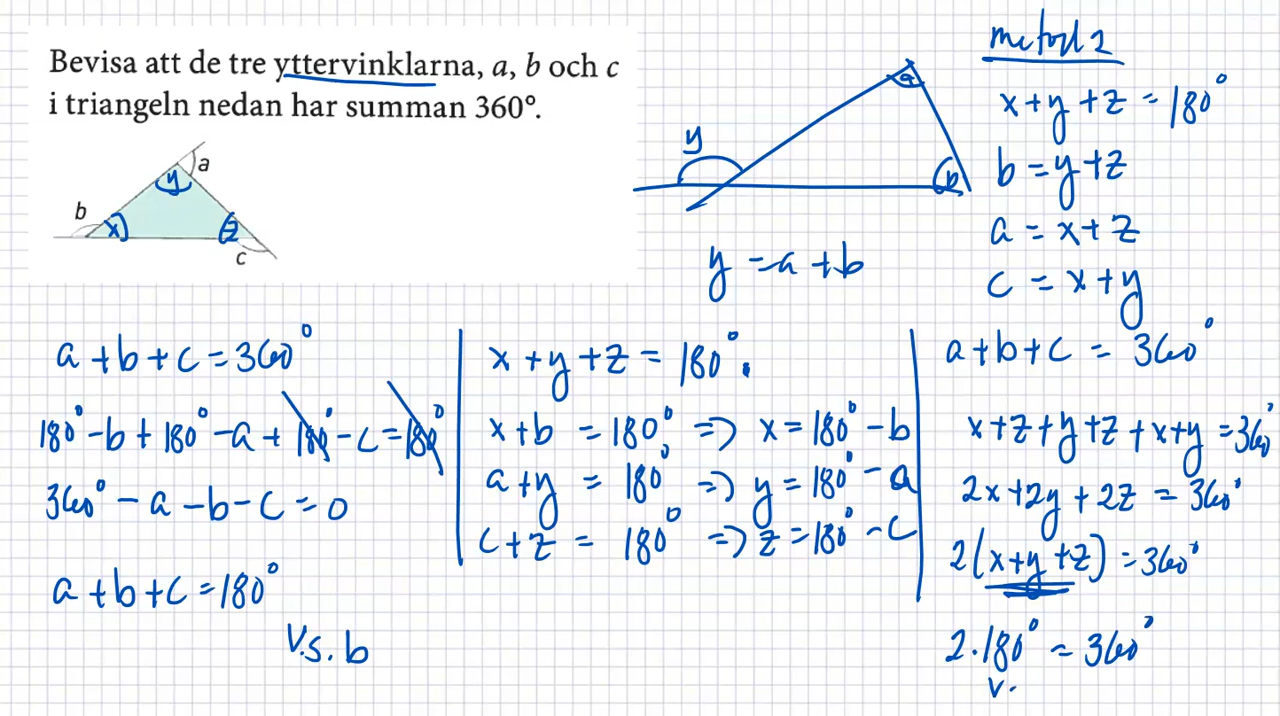 Bevisa att de tre yttervinklarna, a, b och c
i triangeln nedan har summan 360°.
a
y
b
x
z
c
y
a
b
y = a + b
metod 2
x + y + z = 180°
b = y + z
a = x + z
c = x + y
a + b + c = 360°
180° - b + 180° - a + 180° - c = 180°
360° - a - b - c = 0
a + b + c = 180°
V.S.b
x + y + z = 180°.
x + b = 180° => x = 180° - b
a + y = 180° => y = 180° - a
c + z = 180° => z = 180° - c
a + b + c = 360°
x + z + y + z + x + y = 360°
2x + 2y + 2z = 360°
2(x + y + z) = 360°
2 · 180° = 360°
V.